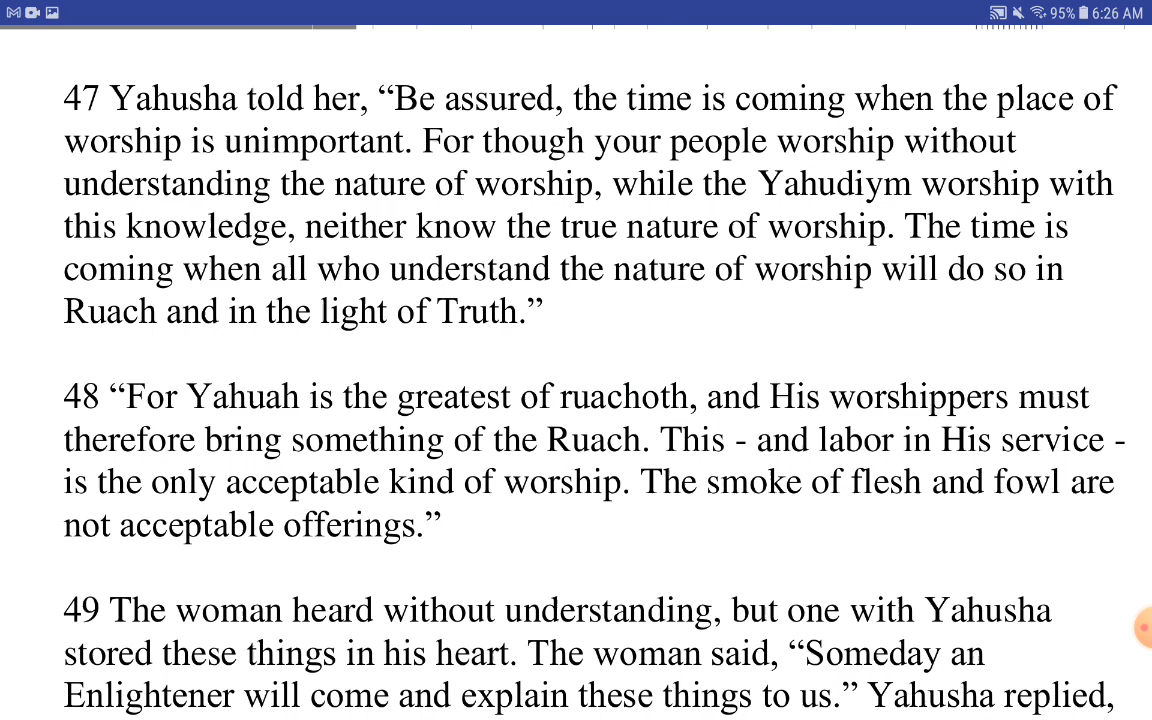 95% 6:26 AM
47 Yahusha told her, “Be assured, the time is coming when the place of
worship is unimportant. For though your people worship without
understanding the nature of worship, while the Yahudiym worship with
this knowledge, neither know the true nature of worship. The time is
coming when all who understand the nature of worship will do so in
Ruach and in the light of Truth.”
48 “For Yahuah is the greatest of ruachoth, and His worshippers must
therefore bring something of the Ruach. This - and labor in His service -
is the only acceptable kind of worship. The smoke of flesh and fowl are
not acceptable offerings.”
49 The woman heard without understanding, but one with Yahusha
stored these things in his heart. The woman said, “Someday an
Enlightener will come and explain these things to us.” Yahusha replied,